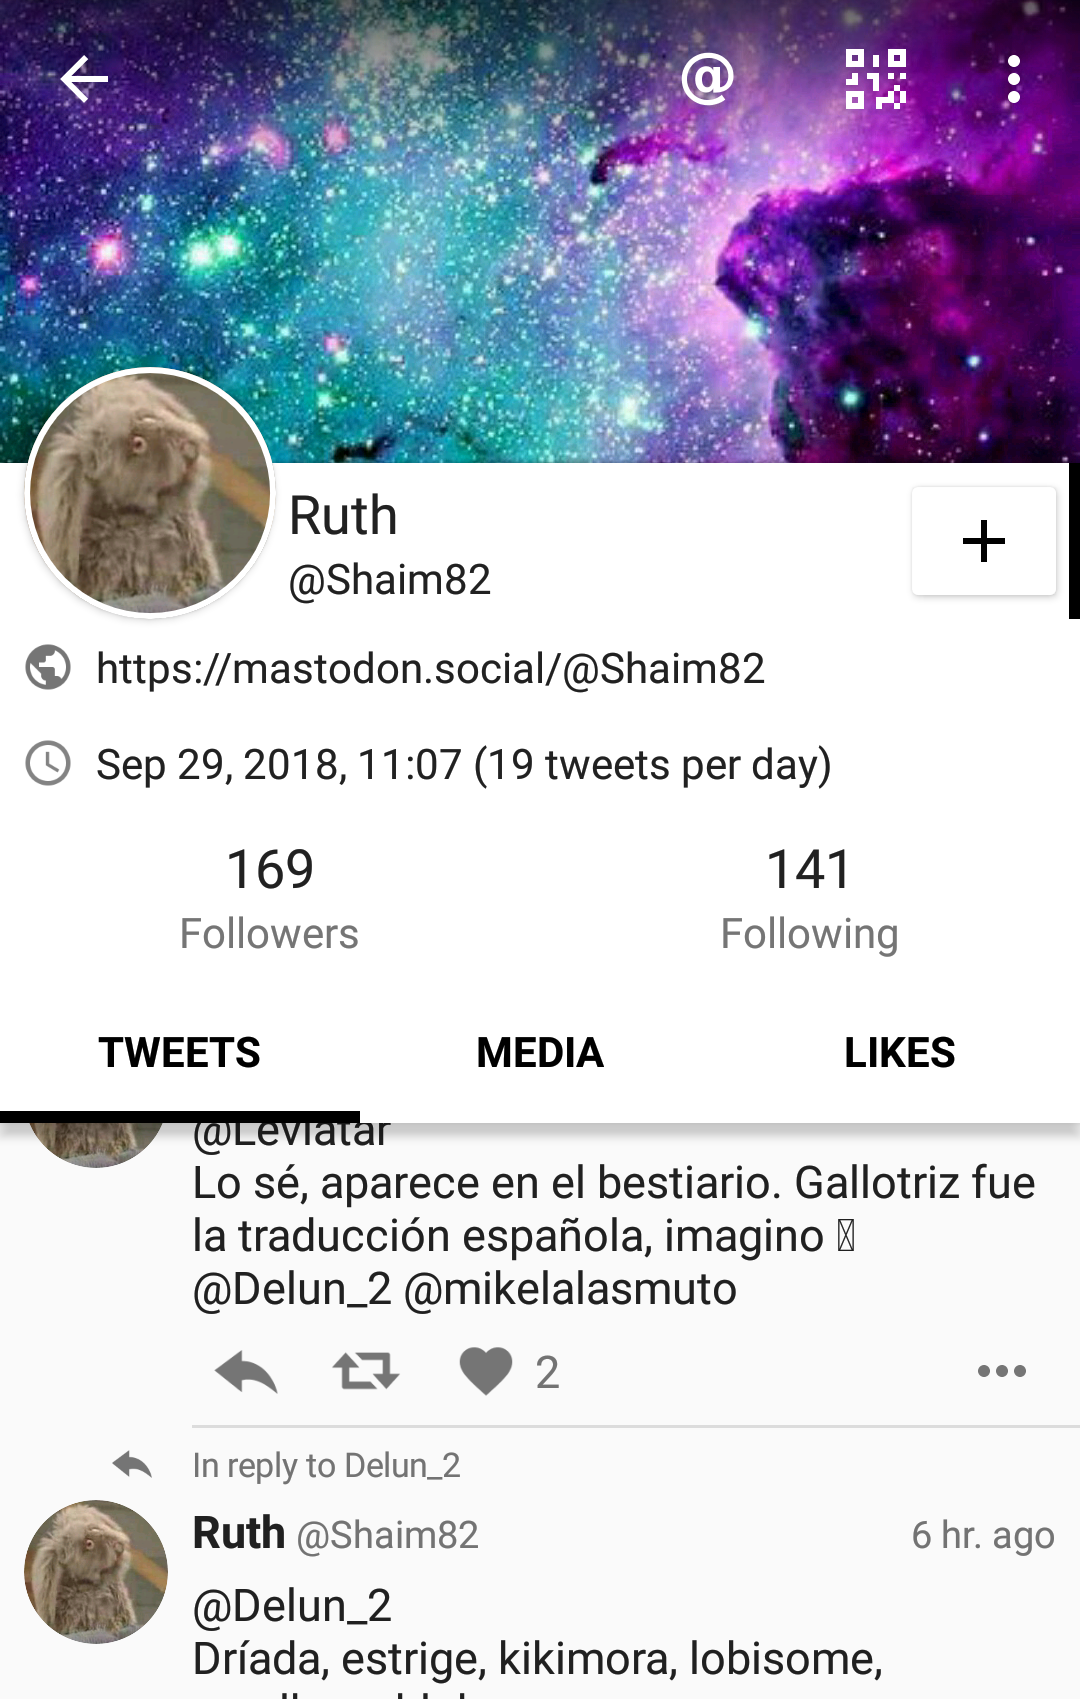 Ruth
@Shaim82
https://mastodon.social/@Shaim82
Sep 29, 2018, 11:07 (19 tweets per day)
169
Followers
141
Following
TWEETS
MEDIA
LIKES
@Leviatar
Lo sé, aparece en el bestiario. Gallotriz fue
la traducción española, imagino
@Delun_2 @mikelalasmuto
2
In reply to Delun_2
Ruth @Shaim82
6 hr. ago
@Delun_2
Dríada, estrige, kikimora, lobisome,